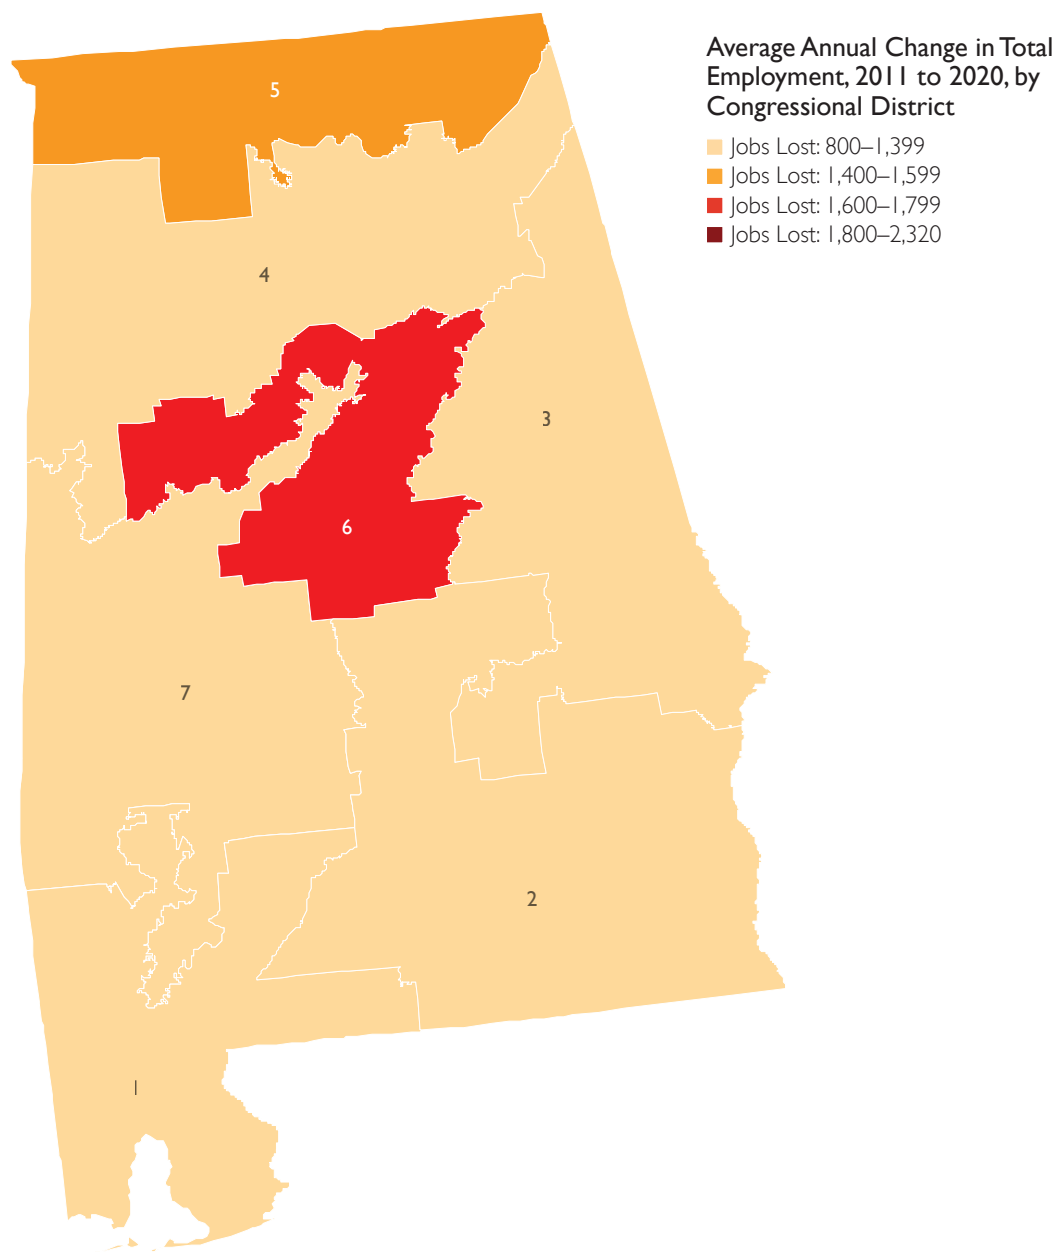 Average Annual Change in Total
Employment, 2011 to 2020, by
Congressional District
Jobs Lost: 800–1,399
Jobs Lost: 1,400–1,599
Jobs Lost: 1,600–1,799
Jobs Lost: 1,800–2,320
5
4
3
6
7
2
1